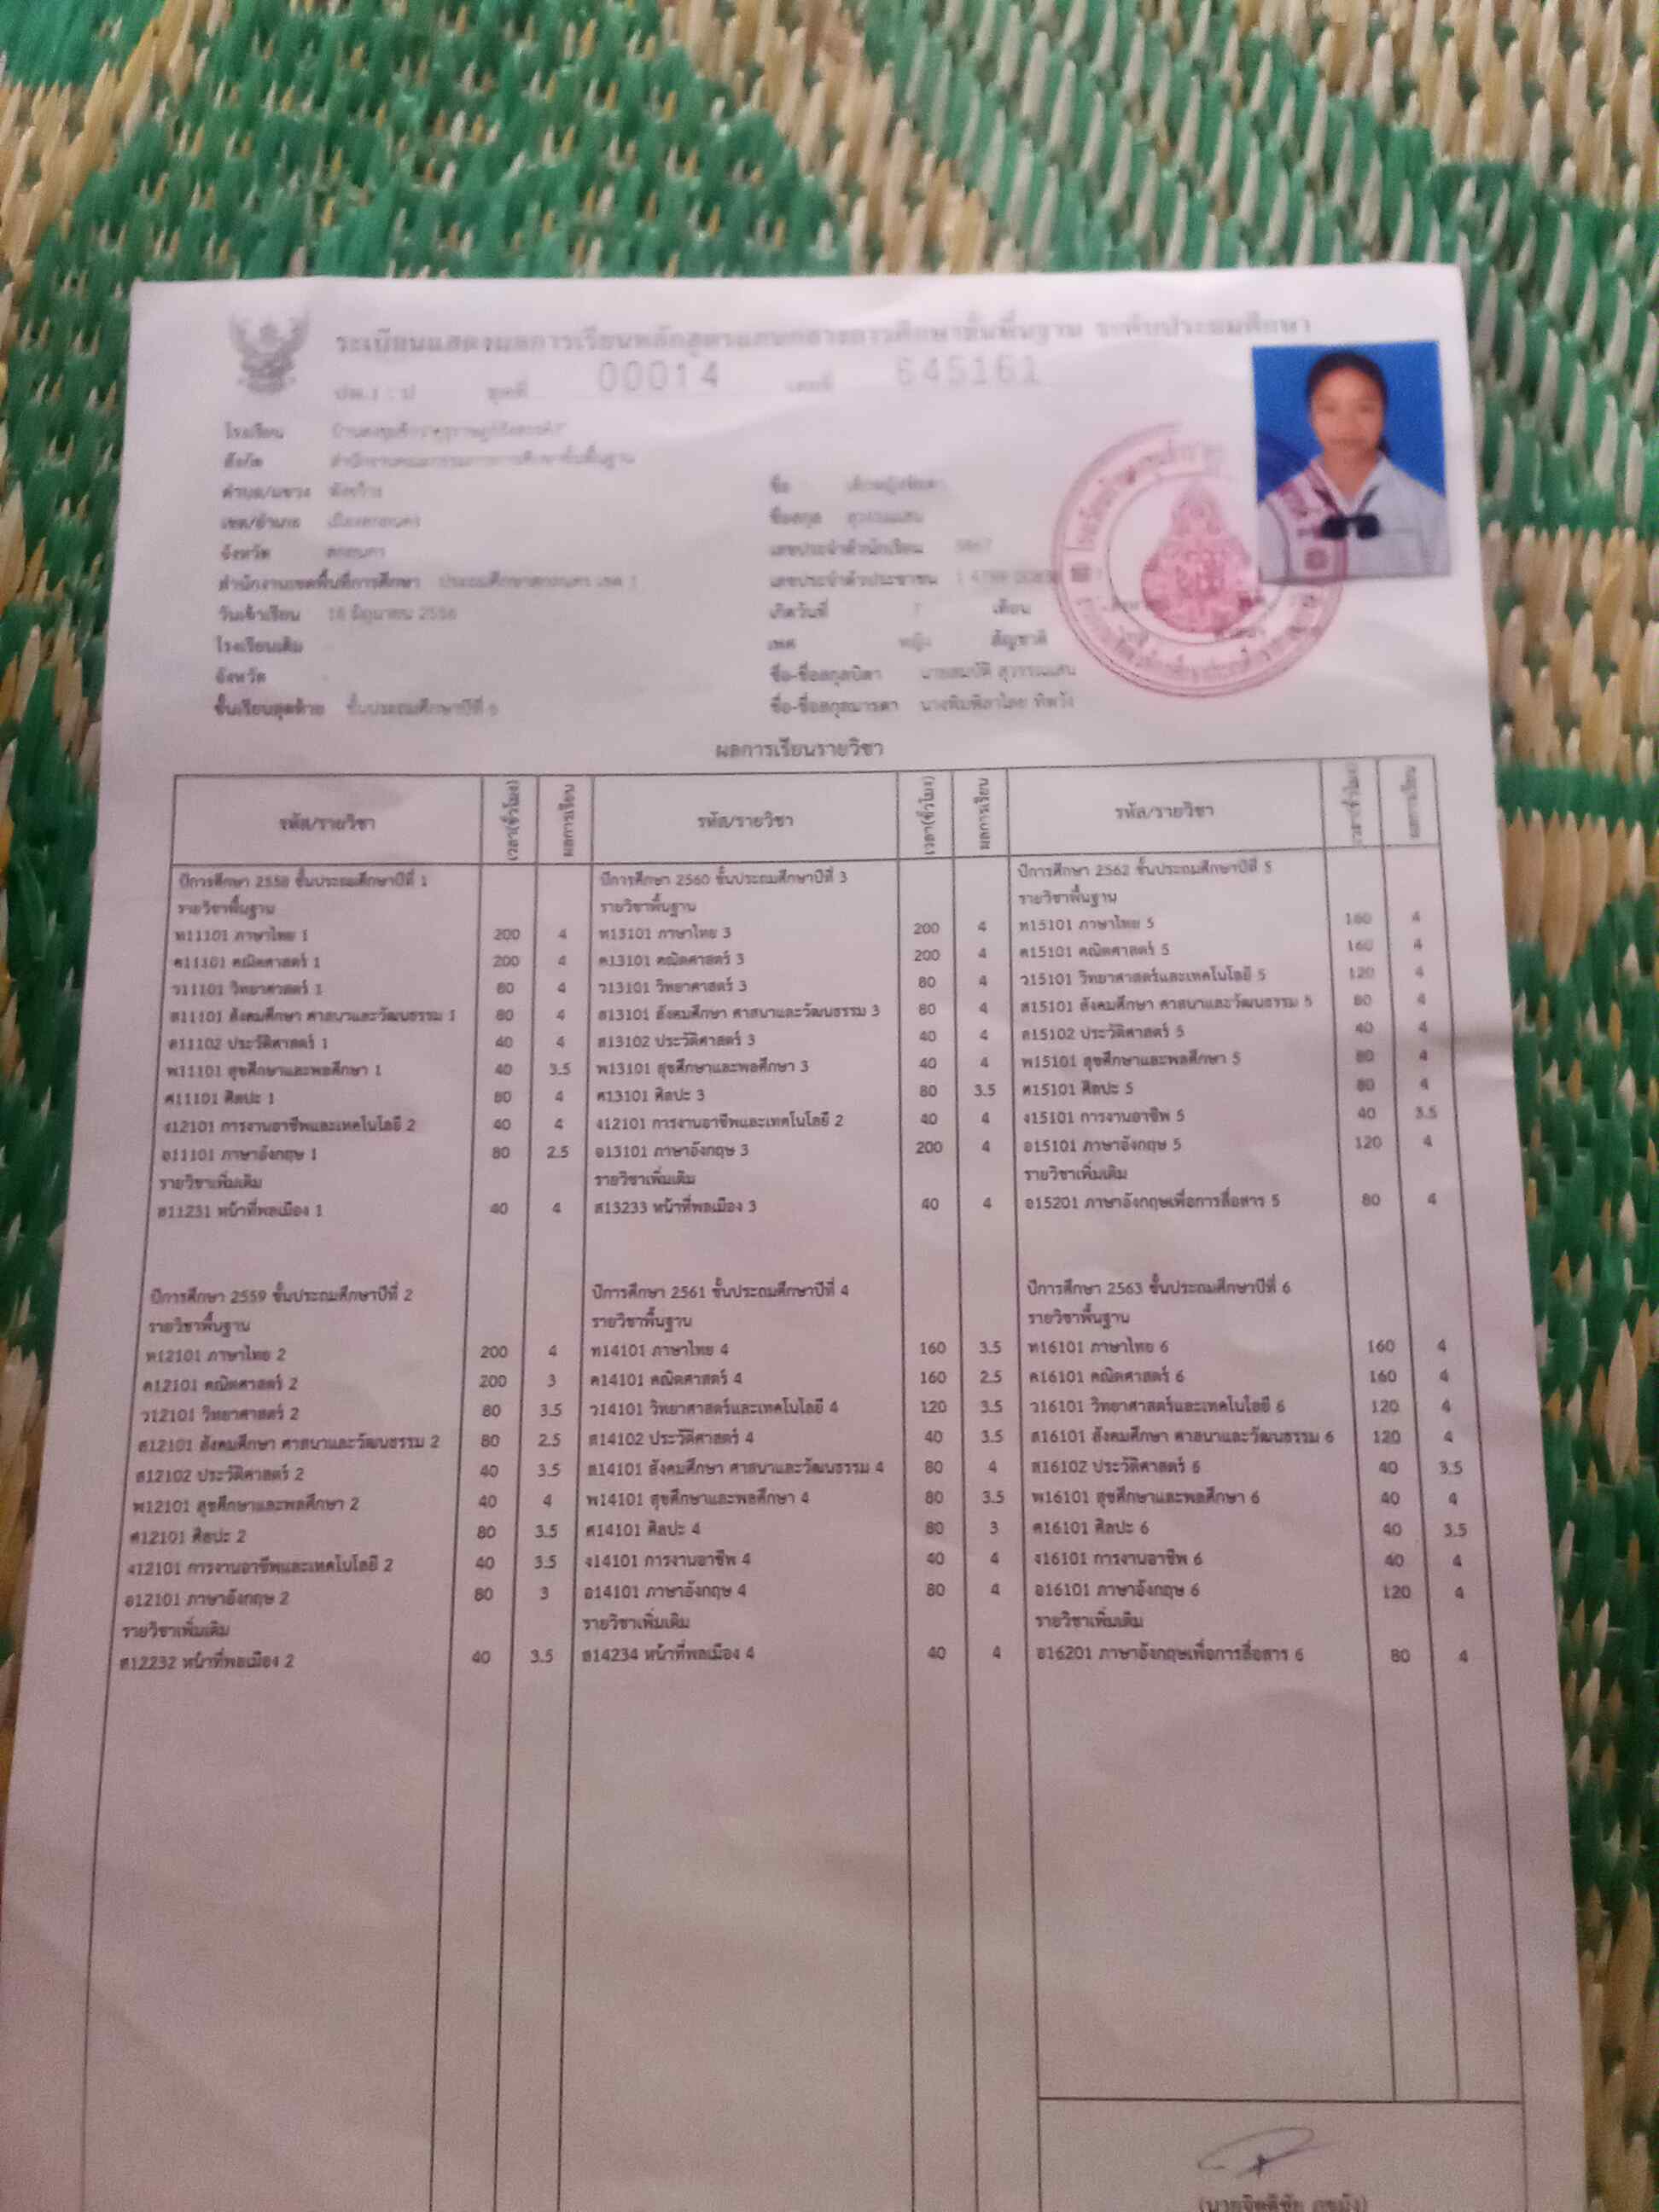 ระเบียนแสดงผลการเรียนหลักสูตรแกนกลางการศึกษาขั้นพื้นฐาน ระดับประถมศึกษา
ปพ.1 : ป ชุดที่ 00014 เลขที่ 645161
โรงเรียน
สังกัด สำนักงานคณะกรรมการการศึกษาขั้นพื้นฐาน
ตำบล/แขวง
เขต/อำเภอ เมืองสกลนคร
จังหวัด สกลนคร
สำนักงานเขตพื้นที่การศึกษา ประถมศึกษาสกลนคร เขต 1
วันเข้าเรียน 16 มิถุนายน 2556
โรงเรียนเดิม -
จังหวัด -
ชั้นเรียนสุดท้าย ชั้นประถมศึกษาปีที่ 6
ชื่อ
ชื่อสกุล สุวรรณแสน
เลขประจำตัวนักเรียน
เลขประจำตัวประชาชน
เกิดวันที่ 7 เดือน
เพศ หญิง สัญชาติ
ชื่อ-ชื่อสกุลบิดา นายสมบัติ สุวรรณแสน
ชื่อ-ชื่อสกุลมารดา
ผลการเรียนรายวิชา
รหัส/รายวิชา เวลา(ชั่วโมง) ผลการเรียน รหัส/รายวิชา เวลา(ชั่วโมง) ผลการเรียน รหัส/รายวิชา เวลา(ชั่วโมง) ผลการเรียน
ปีการศึกษา 2558 ชั้นประถมศึกษาปีที่ 1
รายวิชาพื้นฐาน
ท11101 ภาษาไทย 1 200 4
ค11101 คณิตศาสตร์ 1 200 4
ว11101 วิทยาศาสตร์ 1 80 4
ส11101 สังคมศึกษา ศาสนาและวัฒนธรรม 1 80 4
ส11102 ประวัติศาสตร์ 1 40 4
พ11101 สุขศึกษาและพลศึกษา 1 40 3.5
ศ11101 ศิลปะ 1 80 4
ง12101 การงานอาชีพและเทคโนโลยี 2 40 4
อ11101 ภาษาอังกฤษ 1 80 2.5
รายวิชาเพิ่มเติม
ส11231 หน้าที่พลเมือง 1 40 4
ปีการศึกษา 2559 ชั้นประถมศึกษาปีที่ 2
รายวิชาพื้นฐาน
ท12101 ภาษาไทย 2 200 4
ค12101 คณิตศาสตร์ 2 200 3
ว12101 วิทยาศาสตร์ 2 80 3.5
ส12101 สังคมศึกษา ศาสนาและวัฒนธรรม 2 80 2.5
ส12102 ประวัติศาสตร์ 2 40 3.5
พ12101 สุขศึกษาและพลศึกษา 2 40 4
ศ12101 ศิลปะ 2 80 3.5
ง12101 การงานอาชีพและเทคโนโลยี 2 40 3.5
อ12101 ภาษาอังกฤษ 2 80 3
รายวิชาเพิ่มเติม
ส12232 หน้าที่พลเมือง 2 40 3.5
ปีการศึกษา 2560 ชั้นประถมศึกษาปีที่ 3
รายวิชาพื้นฐาน
ท13101 ภาษาไทย 3 200 4
ค13101 คณิตศาสตร์ 3 200 4
ว13101 วิทยาศาสตร์ 3 80 4
ส13101 สังคมศึกษา ศาสนาและวัฒนธรรม 3 80 4
ส13102 ประวัติศาสตร์ 3 40 4
พ13101 สุขศึกษาและพลศึกษา 3 40 4
ศ13101 ศิลปะ 3 80 3.5
ง12101 การงานอาชีพและเทคโนโลยี 2 40 4
อ13101 ภาษาอังกฤษ 3 200 4
รายวิชาเพิ่มเติม
ส13233 หน้าที่พลเมือง 3 40 4
ปีการศึกษา 2561 ชั้นประถมศึกษาปีที่ 4
รายวิชาพื้นฐาน
ท14101 ภาษาไทย 4 160 3.5
ค14101 คณิตศาสตร์ 4 160 2.5
ว14101 วิทยาศาสตร์และเทคโนโลยี 4 120 3.5
ส14102 ประวัติศาสตร์ 4 40 3.5
ส14101 สังคมศึกษา ศาสนาและวัฒนธรรม 4 80 4
พ14101 สุขศึกษาและพลศึกษา 4 80 3.5
ศ14101 ศิลปะ 4 80 3
ง14101 การงานอาชีพ 4 40 4
อ14101 ภาษาอังกฤษ 4 80 4
รายวิชาเพิ่มเติม
ส14234 หน้าที่พลเมือง 4 40 4
ปีการศึกษา 2562 ชั้นประถมศึกษาปีที่ 5
รายวิชาพื้นฐาน
ท15101 ภาษาไทย 5 160 4
ค15101 คณิตศาสตร์ 5 160 4
ว15101 วิทยาศาสตร์และเทคโนโลยี 5 120 4
ส15101 สังคมศึกษา ศาสนาและวัฒนธรรม 5 80 4
ส15102 ประวัติศาสตร์ 5 40 4
พ15101 สุขศึกษาและพลศึกษา 5 80 4
ศ15101 ศิลปะ 5 80 4
ง15101 การงานอาชีพ 5 40 3.5
อ15101 ภาษาอังกฤษ 5 120 4
รายวิชาเพิ่มเติม
อ15201 ภาษาอังกฤษเพื่อการสื่อสาร 5 80 4
ปีการศึกษา 2563 ชั้นประถมศึกษาปีที่ 6
รายวิชาพื้นฐาน
ท16101 ภาษาไทย 6 160 4
ค16101 คณิตศาสตร์ 6 160 4
ว16101 วิทยาศาสตร์และเทคโนโลยี 6 120 4
ส16101 สังคมศึกษา ศาสนาและวัฒนธรรม 6 120 4
ส16102 ประวัติศาสตร์ 6 40 3.5
พ16101 สุขศึกษาและพลศึกษา 6 40 4
ศ16101 ศิลปะ 6 40 3.5
ง16101 การงานอาชีพ 6 40 4
อ16101 ภาษาอังกฤษ 6 120 4
รายวิชาเพิ่มเติม
อ16201 ภาษาอังกฤษเพื่อการสื่อสาร 6 80 4